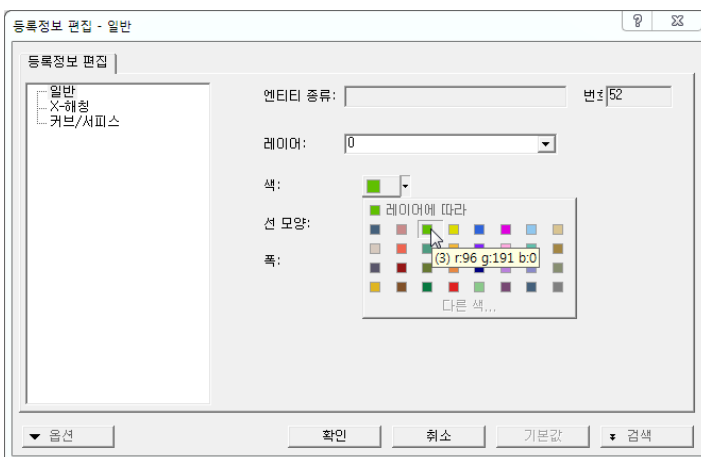 등록정보 편집 - 일반
등록정보 편집
일반
X-해칭
커브/서피스
엔티티 종류:
번호 52
레이어: 0
색:
레이어에 따라
선 모양:
(3) r:96 g:191 b:0
폭:
다른 색...
옵션 확인 취소 기본값 검색